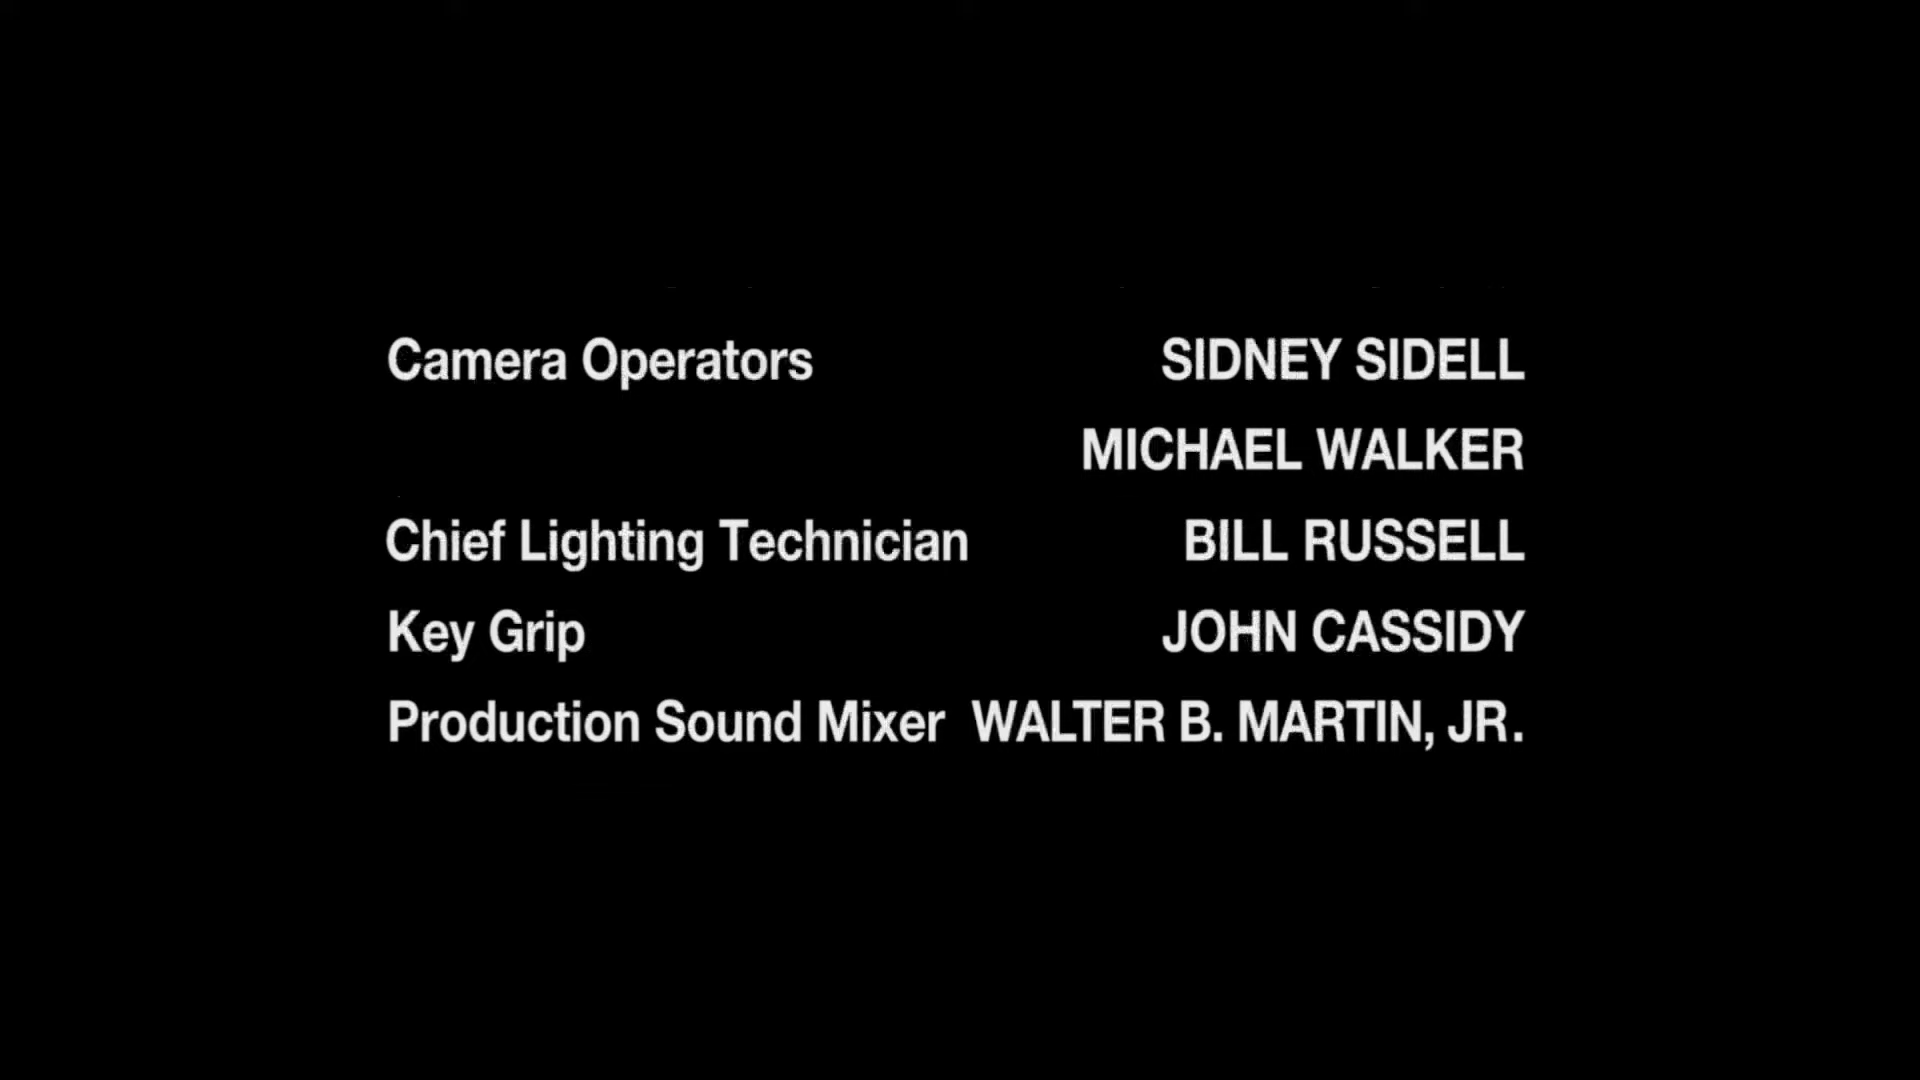 Camera Operators SIDNEY SIDELL
MICHAEL WALKER
Chief Lighting Technician BILL RUSSELL
Key Grip JOHN CASSIDY
Production Sound Mixer WALTER B. MARTIN, JR.